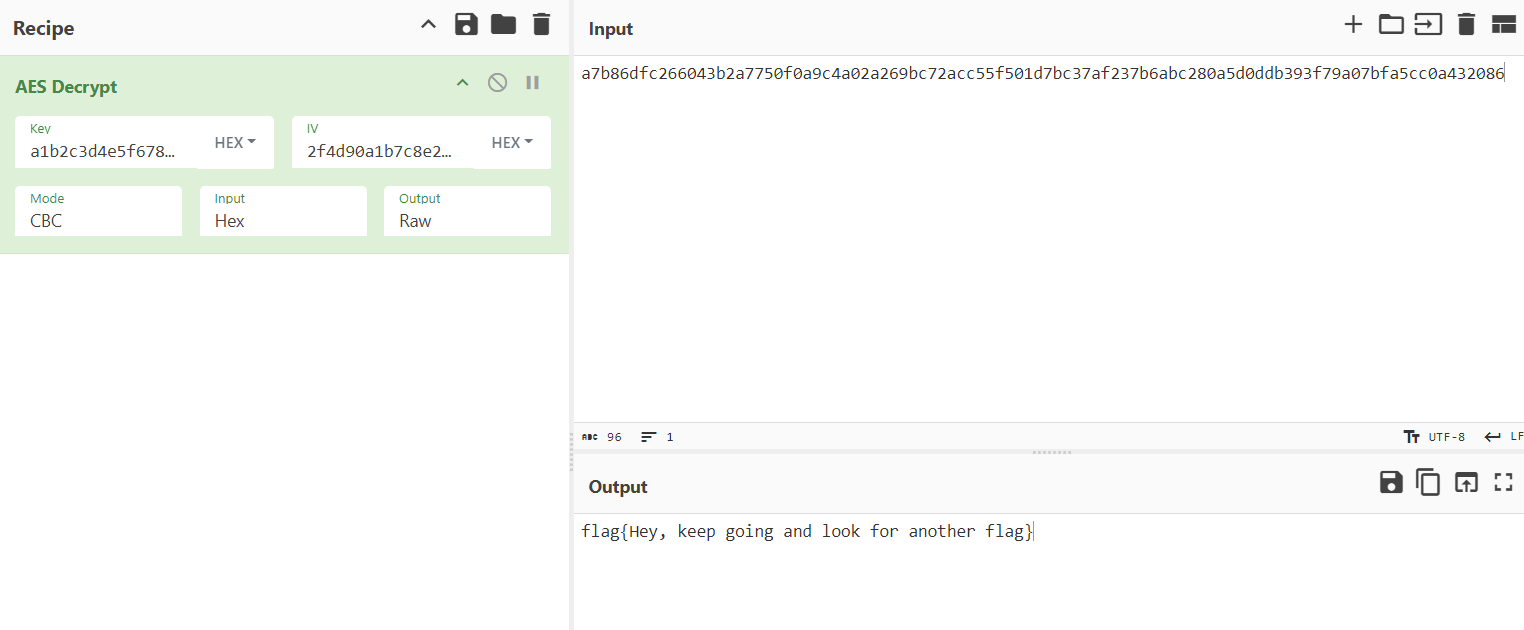 Recipe
AES Decrypt
Key
a1b2c3d4e5f678…
HEX
IV
2f4d90a1b7c8e2…
HEX
Mode
CBC
Input
Hex
Output
Raw
Input
a7b86dfc266043b2a7750f0a9c4a02a269bc72acc55f501d7bc37af237b6abc280a5d0ddb393f79a07bfa5cc0a432086
ABC 96
1
UTF-8
LF
Output
flag{Hey, keep going and look for another flag}